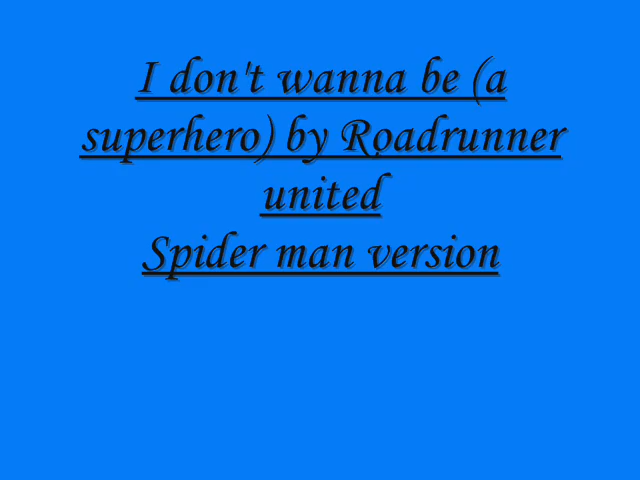 I don't wanna be (a
superhero) by Roadrunner
united
Spider man version